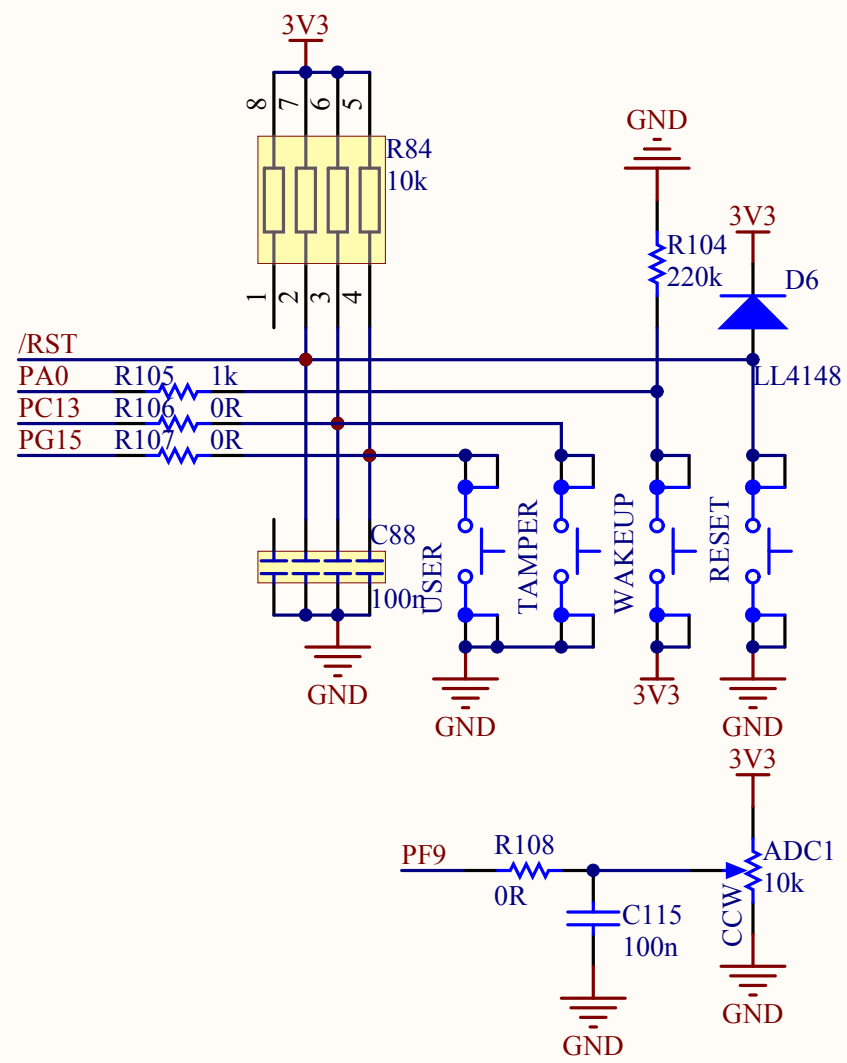 3V3
8 7 6 5
R84
10k
1 2 3 4
GND
R104
220k
3V3
D6
LL4148
/RST
PA0 R105 1k
PC13 R106 0R
PG15 R107 0R
C88
100n
USER
TAMPER
WAKEUP
RESET
GND
GND
3V3
GND
3V3
PF9
R108
0R
C115
100n
CCW
ADC1
10k
GND
GND